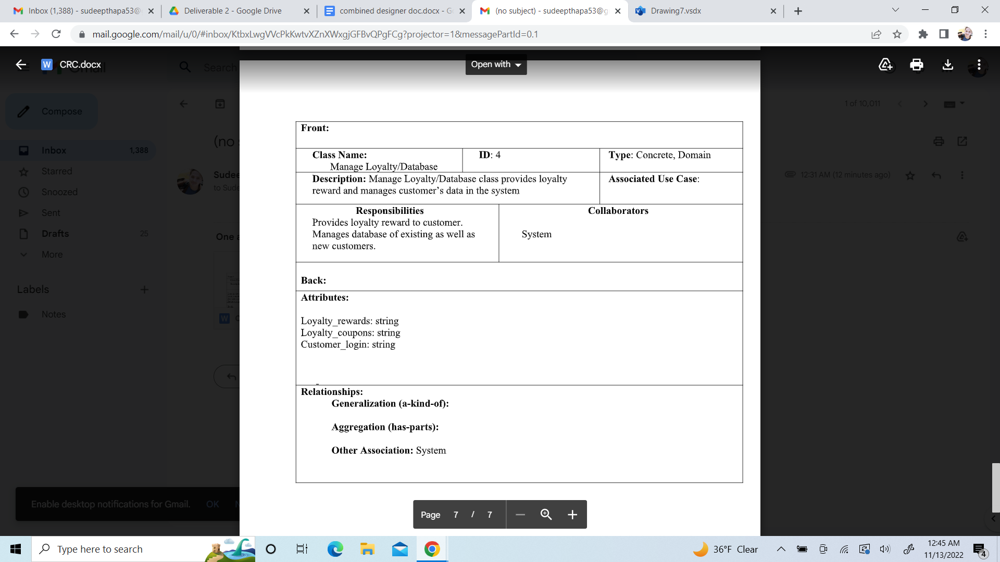 Inbox (1,388) - sudeepthapa53@
Deliverable 2 - Google Drive
combined designer doc.docx - G
(no subject) - sudeepthapa53@g
Drawing7.vsdx
mail.google.com/mail/u/0/#inbox/KtbxLwgVVcPkKwtvXZnXWxgjGFBvQPgFCg?projector=1&messagePartId=0.1
W CRC.docx
Gmail
Search
Open with
Compose
1 of 10,011
(no
Inbox 1,388
Starred
Snoozed
Sent
Drafts 25
More
Labels
Notes
Sudee
to Sude
12:31 AM (12 minutes ago)
One a
W
Front:
Class Name:
Manage Loyalty/Database
ID: 4
Type: Concrete, Domain
Description: Manage Loyalty/Database class provides loyalty
reward and manages customer's data in the system
Associated Use Case:
Responsibilities
Provides loyalty reward to customer.
Manages database of existing as well as
new customers.
Collaborators
System
Back:
Attributes:
Loyalty_rewards: string
Loyalty_coupons: string
Customer_login: string
-
Relationships:
Generalization (a-kind-of):
Aggregation (has-parts):
Other Association: System
Enable desktop notifications for Gmail. OK N
Page 7 / 7
Type here to search
36°F Clear
12:45 AM
11/13/2022
4